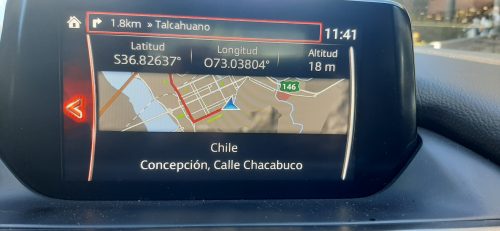 1.8km » Talcahuano
11:41
Latitud Longitud Altitud
S36.82637° O73.03804° 18 m
146
Chile
Concepción, Calle Chacabuco